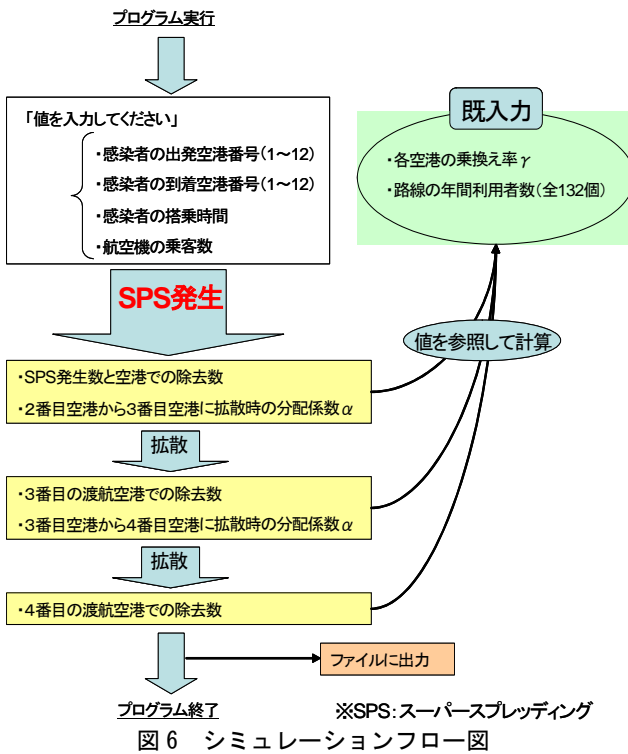 プログラム実行
「値を入力してください」
・感染者の出発空港番号(1～12)
・感染者の到着空港番号(1～12)
・感染者の搭乗時間
・航空機の乗客数
既入力
・各空港の乗換え率γ
・路線の年間利用者数(全132個)
SPS発生
値を参照して計算
・SPS発生数と空港での除去数
・2番目空港から3番目空港に拡散時の分配係数α
拡散
・3番目の渡航空港での除去数
・3番目空港から4番目空港に拡散時の分配係数α
拡散
・4番目の渡航空港での除去数
ファイルに出力
プログラム終了
※SPS:スーパースプレッディング
図6　シミュレーションフロー図